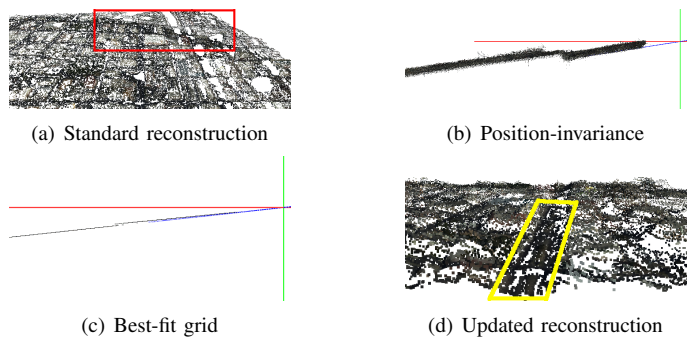 (a) Standard reconstruction
(b) Position-invariance
(c) Best-fit grid
(d) Updated reconstruction